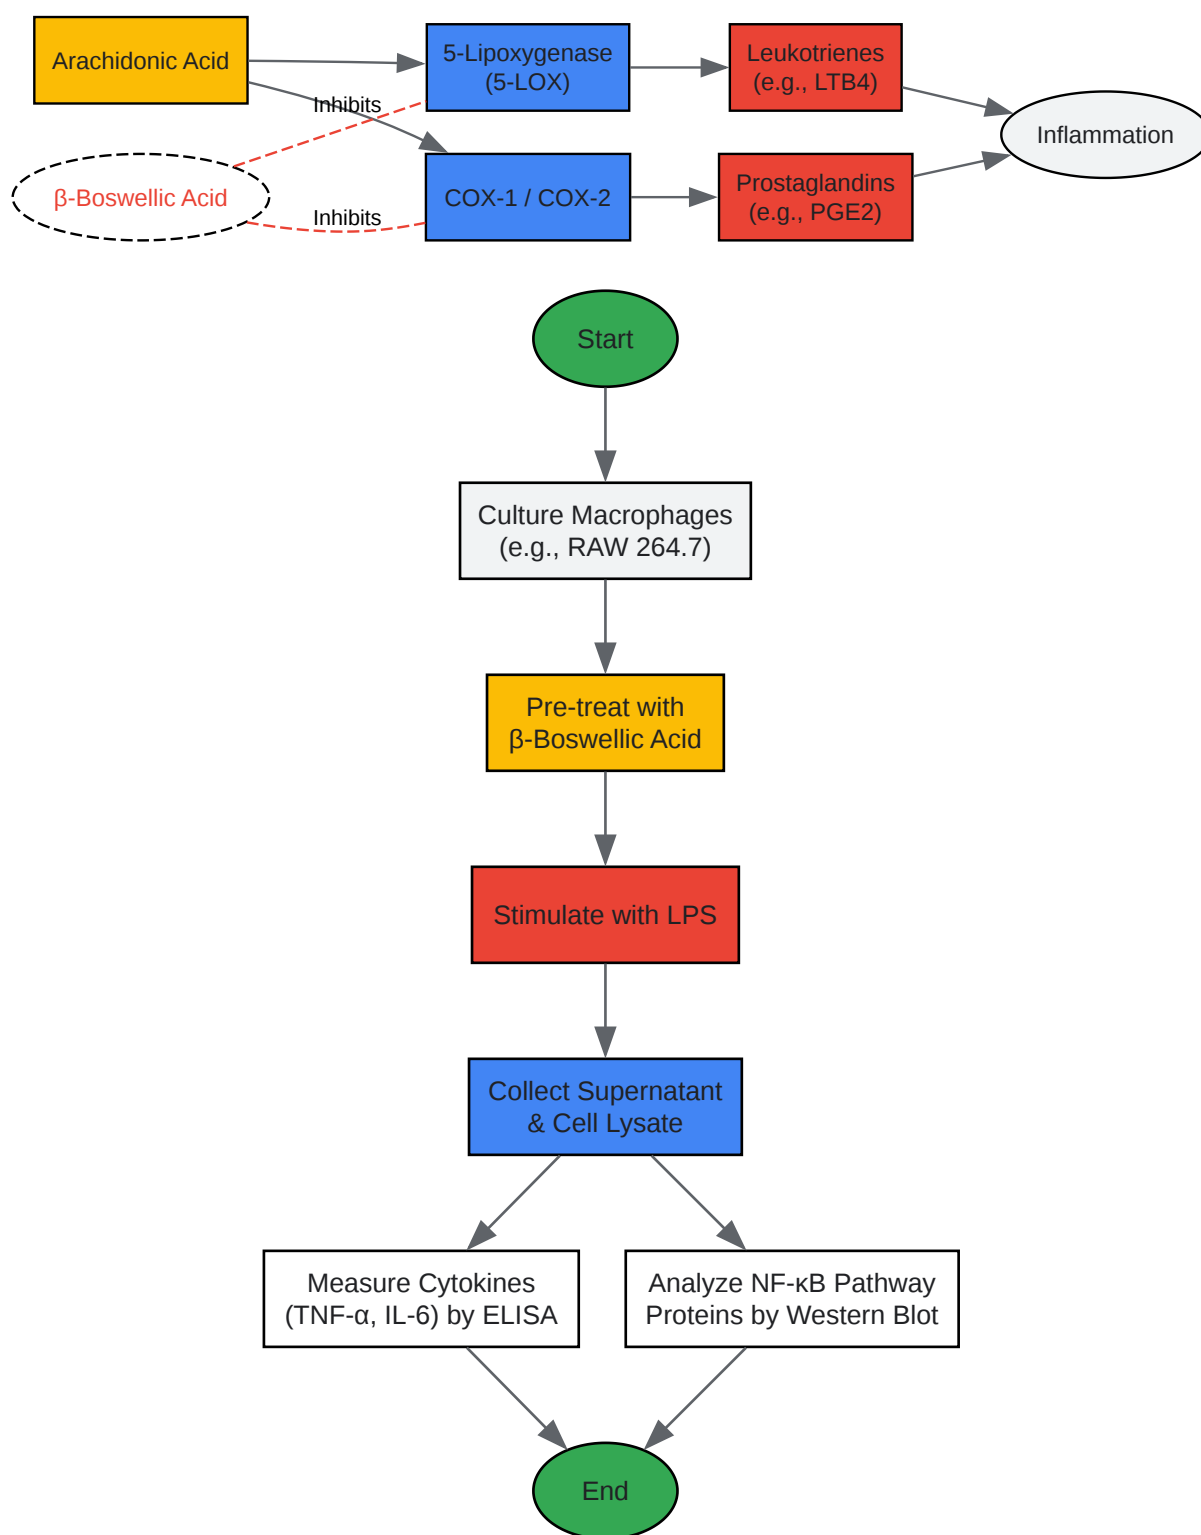 Arachidonic Acid
5-Lipoxygenase
(5-LOX)
Leukotrienes
(e.g., LTB4)
Inhibits
Inflammation
β-Boswellic Acid
Inhibits
COX-1 / COX-2
Prostaglandins
(e.g., PGE2)
Start
Culture Macrophages
(e.g., RAW 264.7)
Pre-treat with
β-Boswellic Acid
Stimulate with LPS
Collect Supernatant
& Cell Lysate
Measure Cytokines
(TNF-α, IL-6) by ELISA
Analyze NF-κB Pathway
Proteins by Western Blot
End